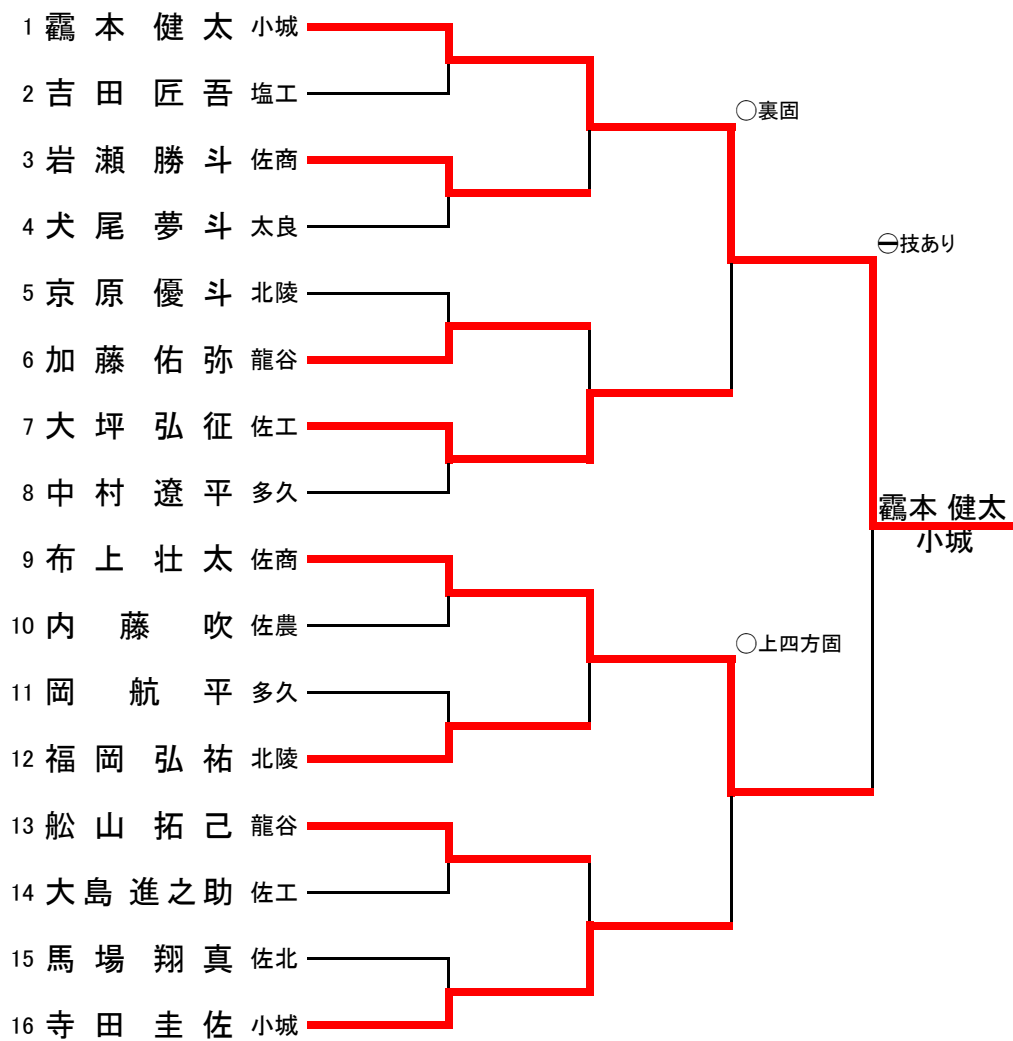 1 靏本 健太 小城
2 吉田 匠吾 塩工
○裏固
3 岩瀬 勝斗 佐商
4 犬尾 夢斗 太良
⊖技あり
5 京原 優斗 北陵
6 加藤 佑弥 龍谷
7 大坪 弘征 佐工
8 中村 遼平 多久
靏本 健太
小城
9 布上 壮太 佐商
10 内藤 吹 佐農
○上四方固
11 岡 航平 多久
12 福岡 弘祐 北陵
13 舩山 拓己 龍谷
14 大島 進之助 佐工
15 馬場 翔真 佐北
16 寺田 圭佐 小城